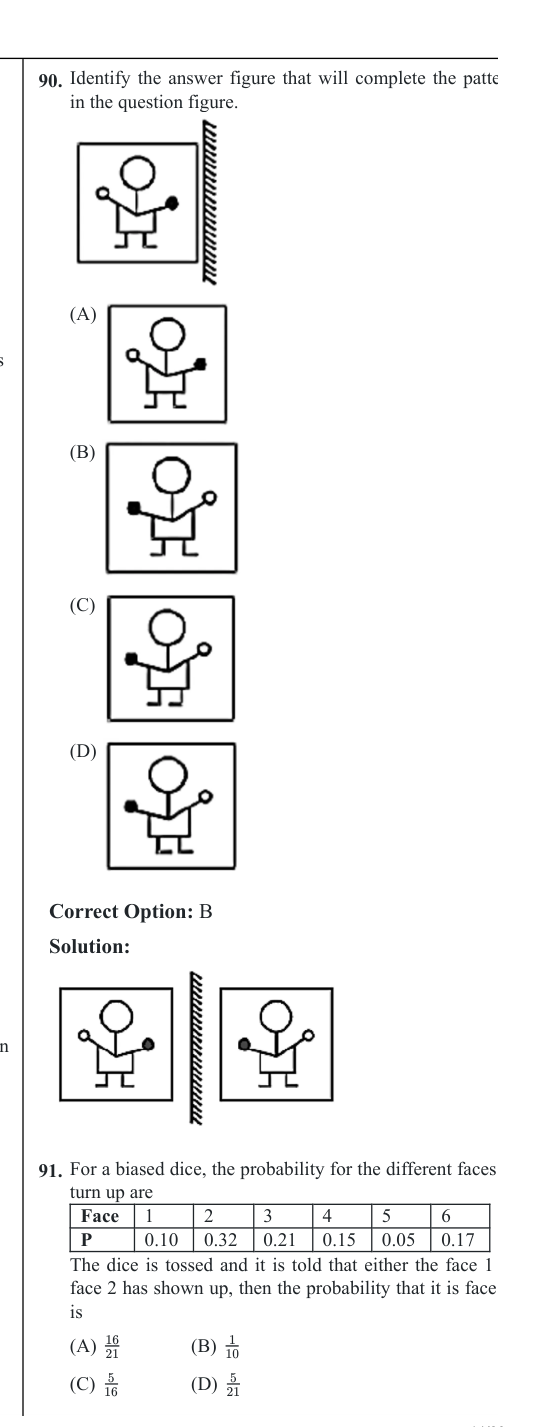 90. Identify the answer figure that will complete the patte
in the question figure.
(A)
(B)
(C)
(D)
Correct Option: B
Solution:
s
n
91. For a biased dice, the probability for the different faces
turn up are
Face 1 2 3 4 5 6
P 0.10 0.32 0.21 0.15 0.05 0.17
The dice is tossed and it is told that either the face 1
face 2 has shown up, then the probability that it is face
is
(A) 16/21 (B) 1/10
(C) 5/16 (D) 5/21